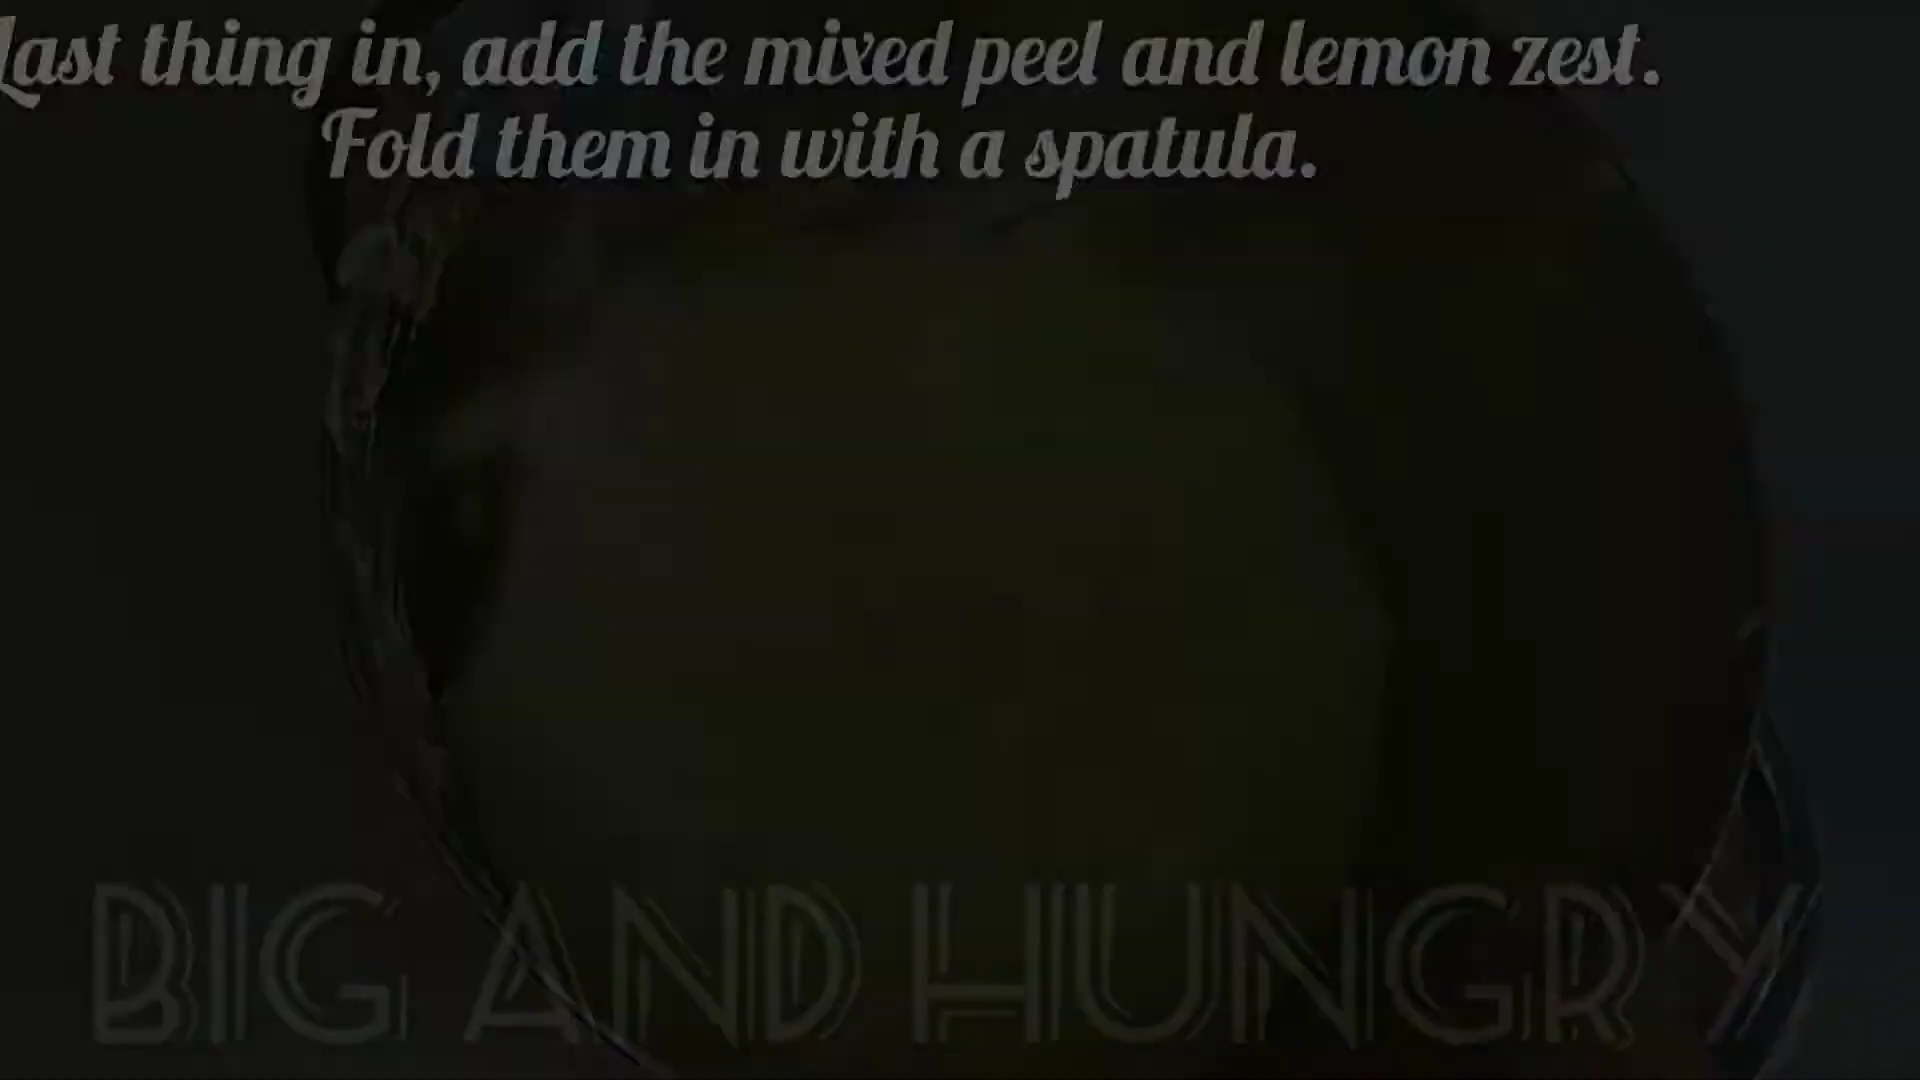 Last thing in, add the mixed peel and lemon zest.
Fold them in with a spatula.
BIG AND HUNGRY